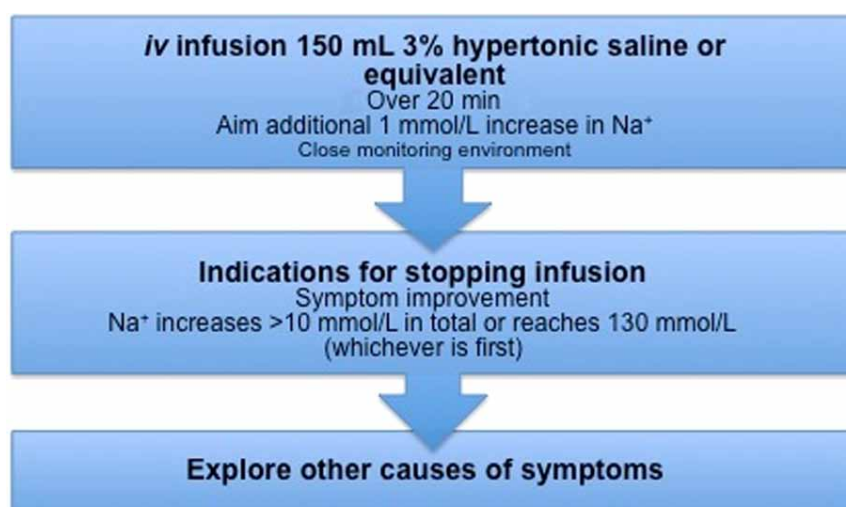 iv infusion 150 mL 3% hypertonic saline or
equivalent
Over 20 min
Aim additional 1 mmol/L increase in Na⁺
Close monitoring environment
Indications for stopping infusion
Symptom improvement
Na⁺ increases >10 mmol/L in total or reaches 130 mmol/L
(whichever is first)
Explore other causes of symptoms